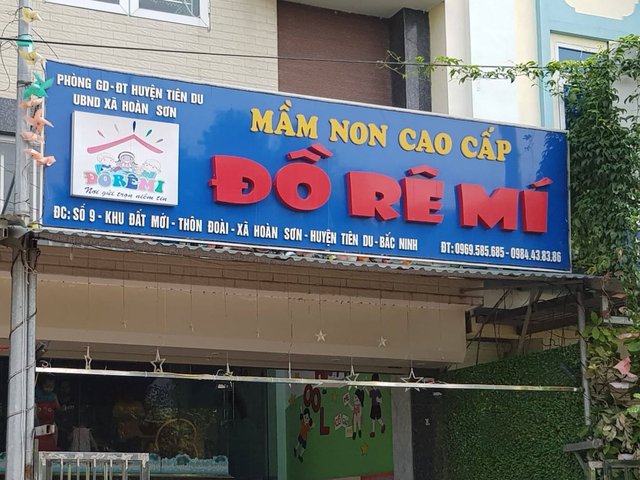 PHÒNG GD-ĐT HUYỆN TIÊN DU
UBND XÃ HOÀN SƠN
MẦM NON CAO CẤP
ĐỒ RÊ MÍ
ĐÔRÊMI
Nơi gửi trọn niềm tin
ĐC: SỐ 9 - KHU ĐẤT MỚI - THÔN ĐOÀI - XÃ HOÀN SƠN - HUYỆN TIÊN DU - BẮC NINH
ĐT: 0969.585.685 - 0984.43.83.86